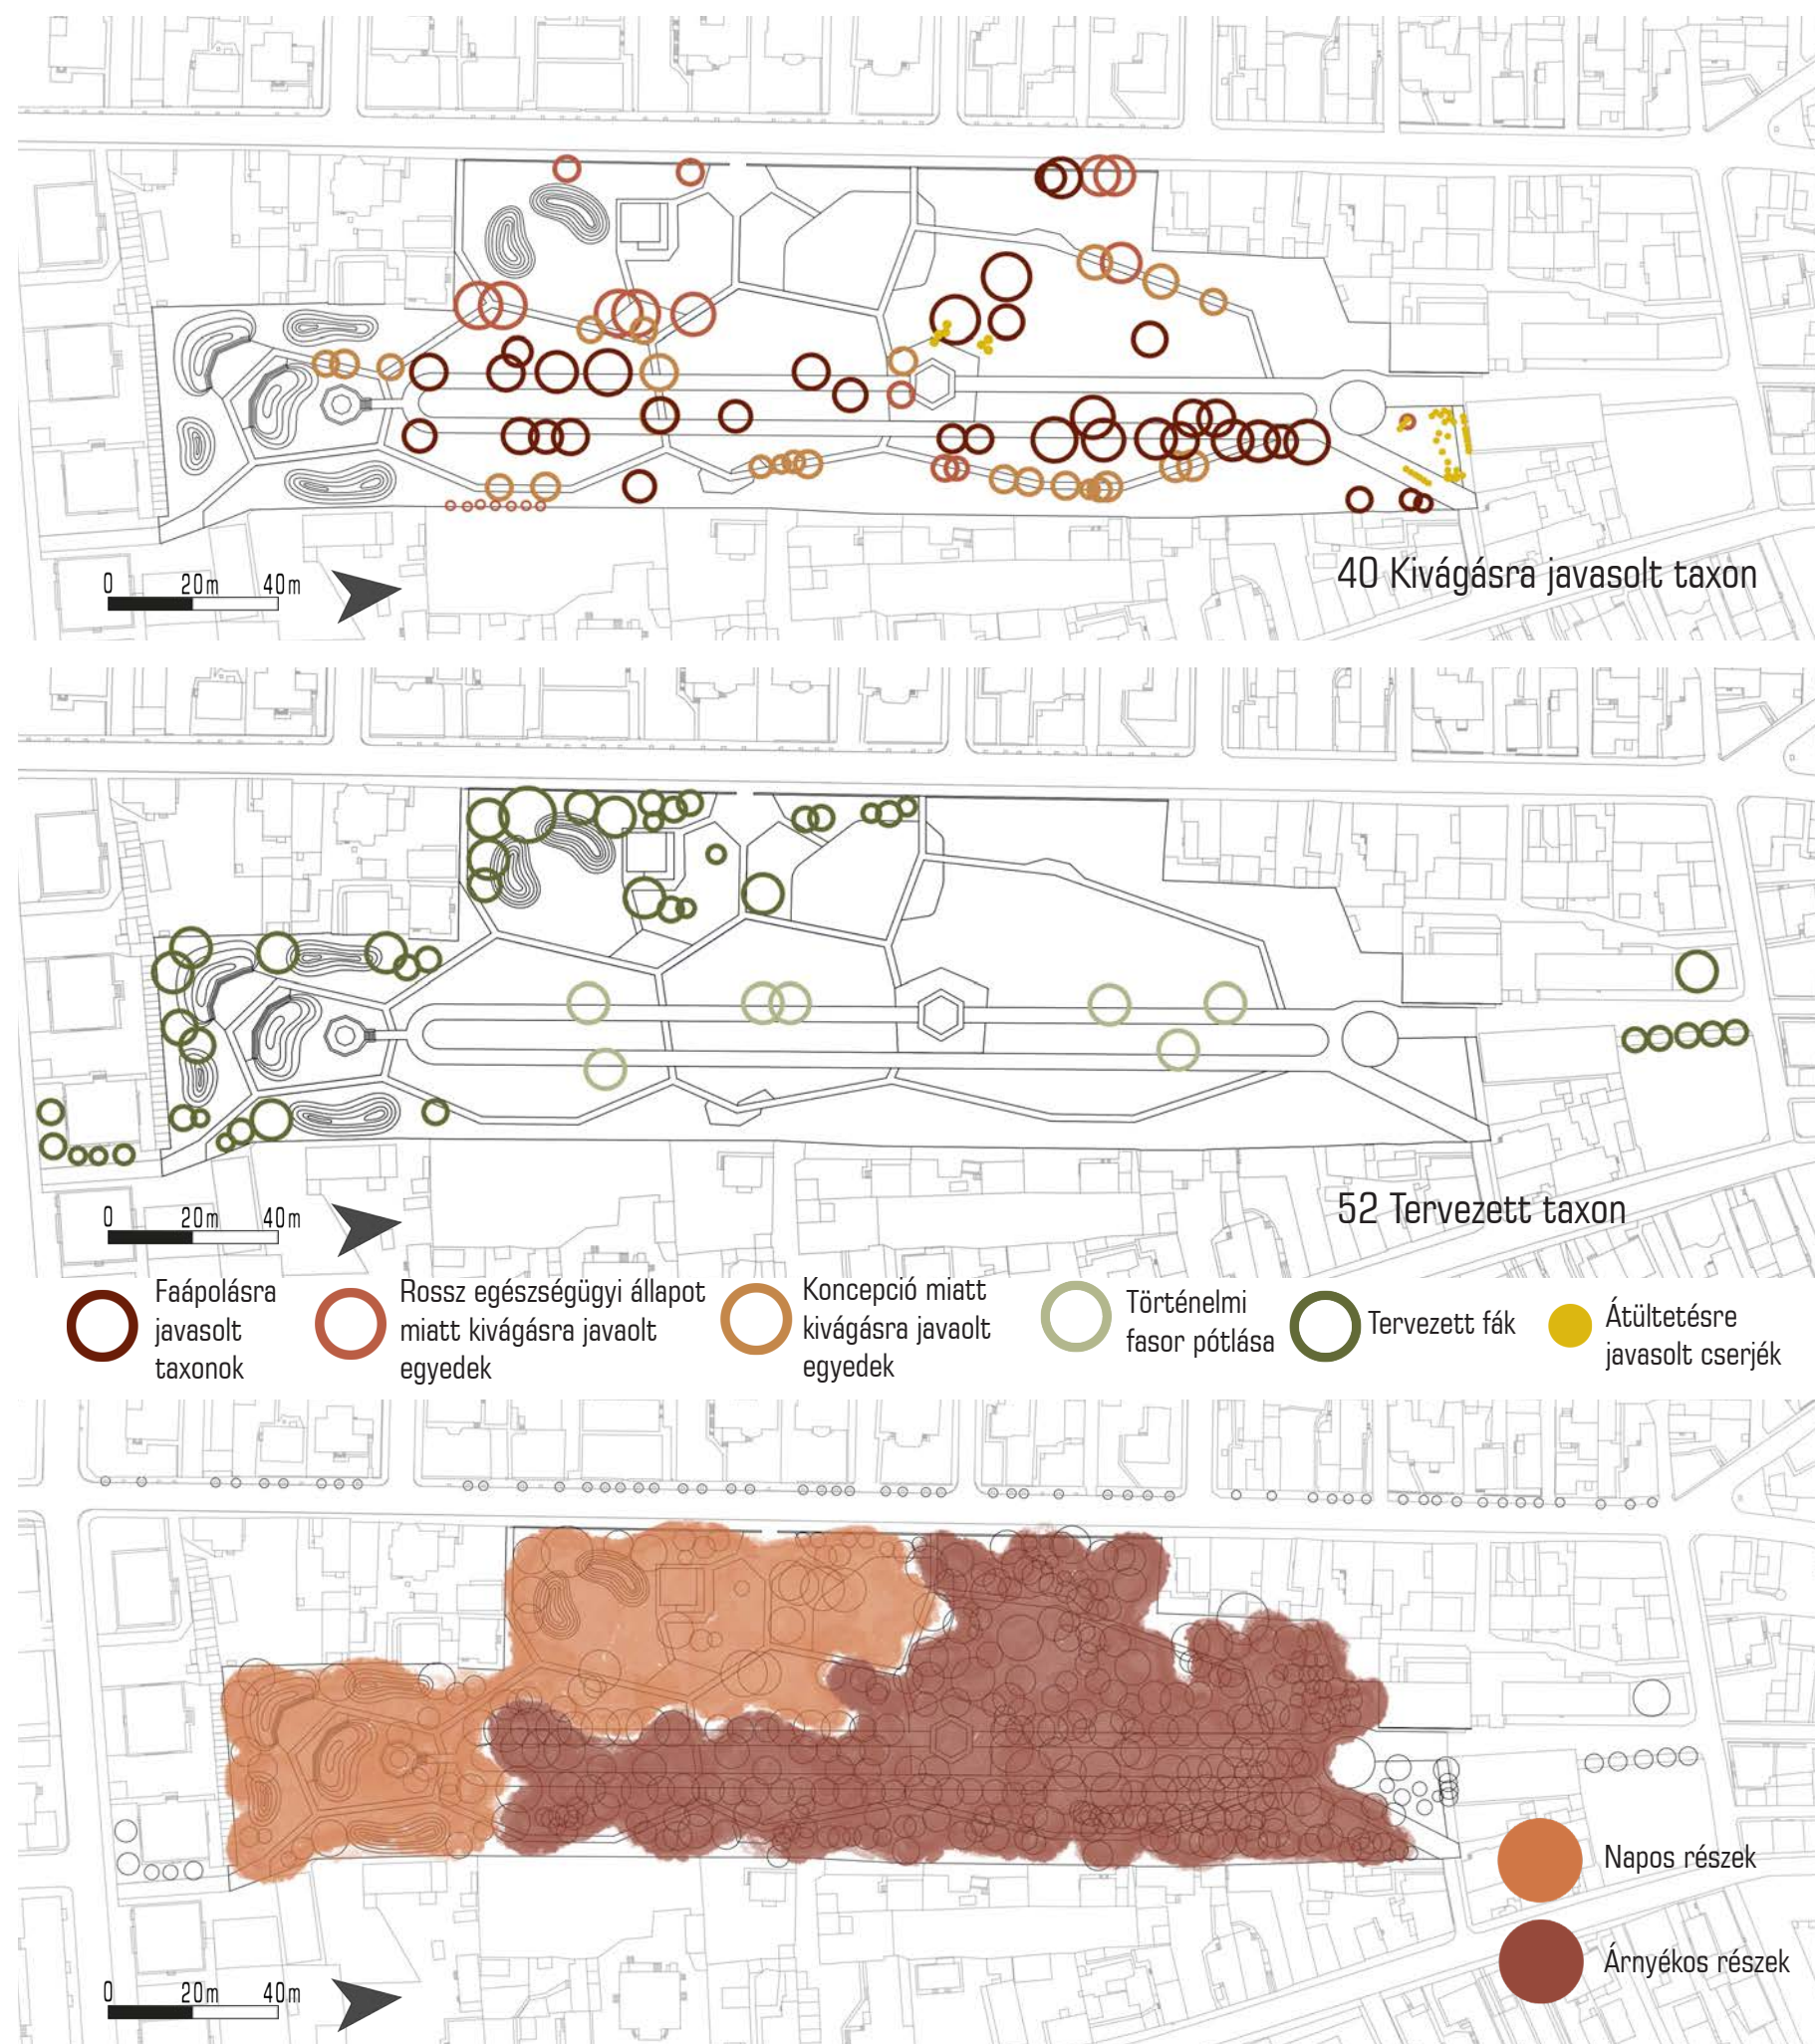 0 20m 40m
40 Kivágásra javasolt taxon
0 20m 40m
52 Tervezett taxon
Faápolásra
javasolt
taxonok
Rossz egészségügyi állapot
miatt kivágásra javaolt
egyedek
Koncepció miatt
kivágásra javaolt
egyedek
Történelmi
fasor pótlása
Tervezett fák
Átültetésre
javasolt cserjék
Napos részek
Árnyékos részek
0 20m 40m